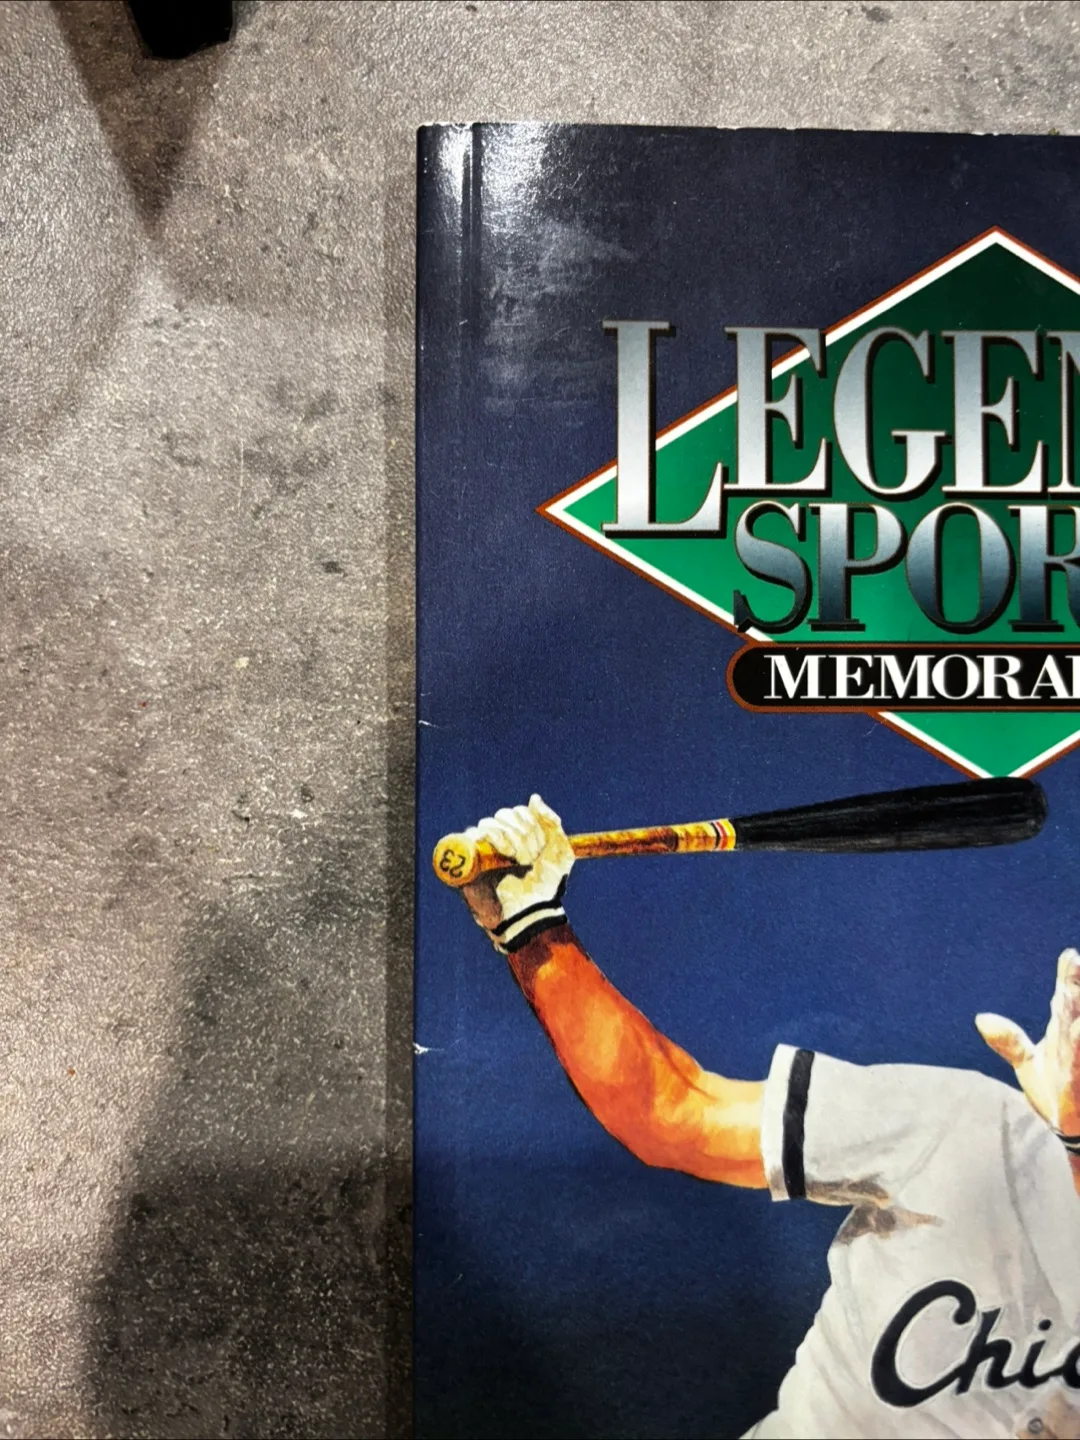 LEGEN
SPOR
MEMORA
23
Chic